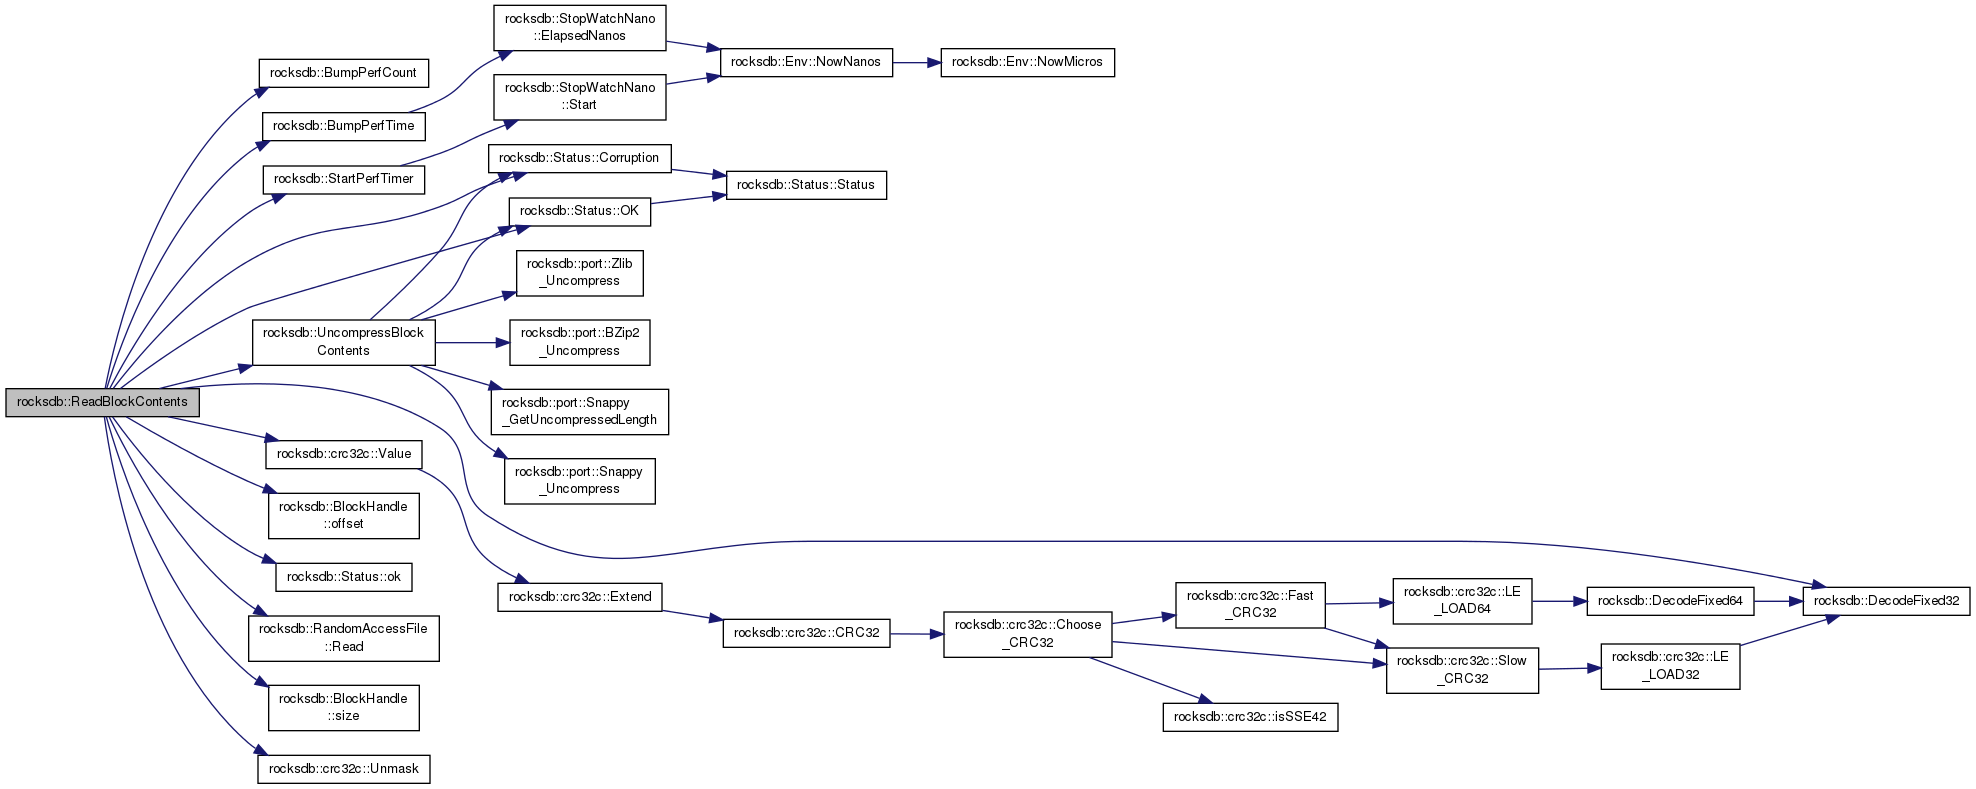 rocksdb::ReadBlockContents
rocksdb::BumpPerfCount
rocksdb::BumpPerfTime
rocksdb::StartPerfTimer
rocksdb::UncompressBlock
Contents
rocksdb::crc32c::Value
rocksdb::BlockHandle
::offset
rocksdb::Status::ok
rocksdb::RandomAccessFile
::Read
rocksdb::BlockHandle
::size
rocksdb::crc32c::Unmask
rocksdb::StopWatchNano
::ElapsedNanos
rocksdb::StopWatchNano
::Start
rocksdb::Status::Corruption
rocksdb::Status::OK
rocksdb::port::Zlib
_Uncompress
rocksdb::port::BZip2
_Uncompress
rocksdb::port::Snappy
_GetUncompressedLength
rocksdb::port::Snappy
_Uncompress
rocksdb::crc32c::Extend
rocksdb::Env::NowNanos
rocksdb::Status::Status
rocksdb::crc32c::CRC32
rocksdb::Env::NowMicros
rocksdb::crc32c::Choose
_CRC32
rocksdb::crc32c::Fast
_CRC32
rocksdb::crc32c::isSSE42
rocksdb::crc32c::LE
_LOAD64
rocksdb::crc32c::Slow
_CRC32
rocksdb::DecodeFixed64
rocksdb::crc32c::LE
_LOAD32
rocksdb::DecodeFixed32